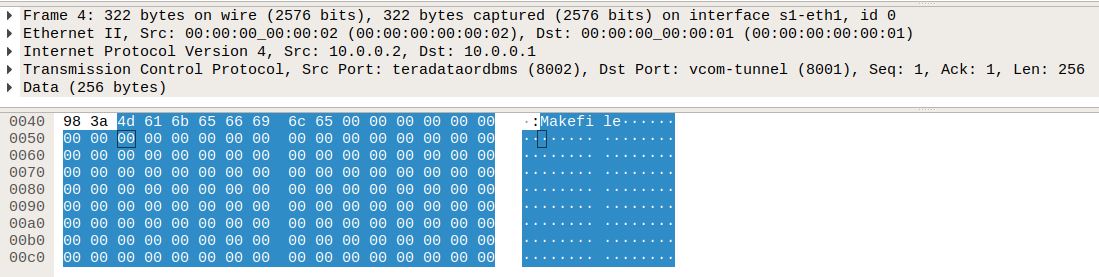 Frame 4: 322 bytes on wire (2576 bits), 322 bytes captured (2576 bits) on interface s1-eth1, id 0
Ethernet II, Src: 00:00:00_00:00:02 (00:00:00:00:00:02), Dst: 00:00:00_00:00:01 (00:00:00:00:00:01)
Internet Protocol Version 4, Src: 10.0.0.2, Dst: 10.0.0.1
Transmission Control Protocol, Src Port: teradataordbms (8002), Dst Port: vcom-tunnel (8001), Seq: 1, Ack: 1, Len: 256
Data (256 bytes)
0040 98 3a 4d 61 6b 65 66 69 6c 65 00 00 00 00 00 00 ·:Makefi le······
0050 00 00 00 00 00 00 00 00 00 00 00 00 00 00 00 00 ········ ········
0060 00 00 00 00 00 00 00 00 00 00 00 00 00 00 00 00 ········ ········
0070 00 00 00 00 00 00 00 00 00 00 00 00 00 00 00 00 ········ ········
0080 00 00 00 00 00 00 00 00 00 00 00 00 00 00 00 00 ········ ········
0090 00 00 00 00 00 00 00 00 00 00 00 00 00 00 00 00 ········ ········
00a0 00 00 00 00 00 00 00 00 00 00 00 00 00 00 00 00 ········ ········
00b0 00 00 00 00 00 00 00 00 00 00 00 00 00 00 00 00 ········ ········
00c0 00 00 00 00 00 00 00 00 00 00 00 00 00 00 00 00 ········ ········